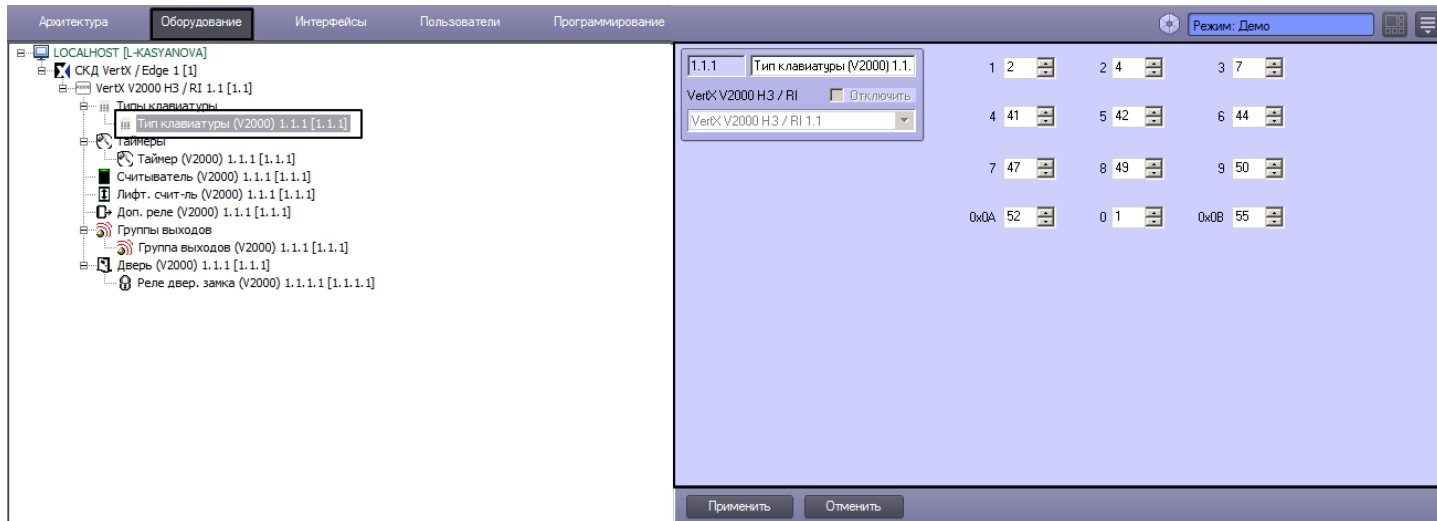 Архитектура Оборудование Интерфейсы Пользователи Программирование Режим: Демо
LOCALHOST [L-KASYANOVA]
СКД VertX / Edge 1 [1]
VertX V2000 H3 / RI 1.1 [1.1]
Типы клавиатуры
Тип клавиатуры (V2000) 1.1.1 [1.1.1]
Таймеры
Таймер (V2000) 1.1.1 [1.1.1]
Считыватель (V2000) 1.1.1 [1.1.1]
Лифт. счит-ль (V2000) 1.1.1 [1.1.1]
Доп. реле (V2000) 1.1.1 [1.1.1]
Группы выходов
Группа выходов (V2000) 1.1.1 [1.1.1]
Дверь (V2000) 1.1.1 [1.1.1]
Реле двер. замка (V2000) 1.1.1.1 [1.1.1.1]
1.1.1 Тип клавиатуры (V2000) 1.1.
VertX V2000 H3 / RI Отключить
VertX V2000 H3 / RI 1.1
1 2 2 4 3 7
4 41 5 42 6 44
7 47 8 49 9 50
0x0A 52 0 1 0x0B 55
Применить Отменить